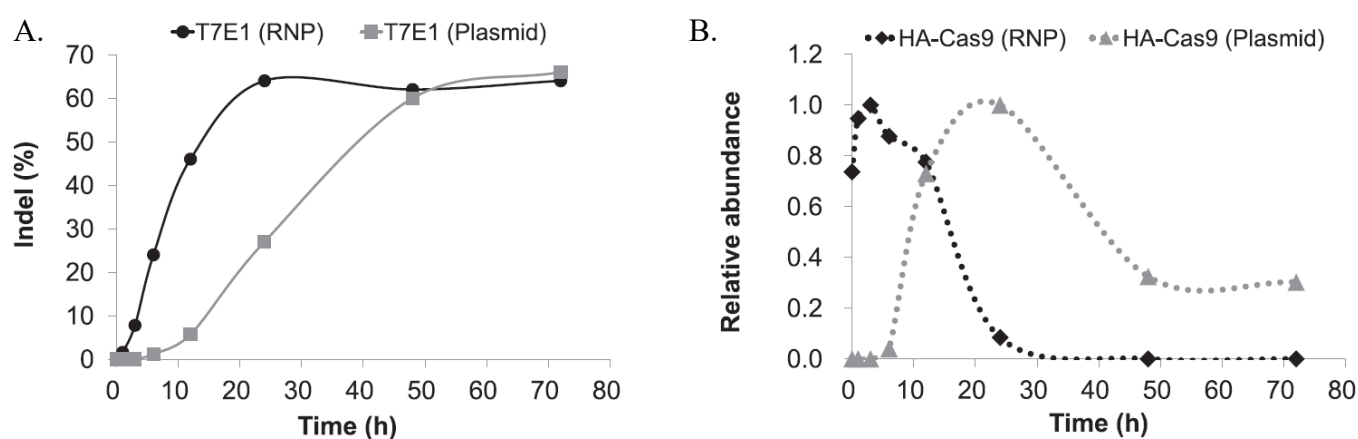 A.
T7E1 (RNP) T7E1 (Plasmid)
70
60
50
40
30
20
10
0
Indel (%)
0 10 20 30 40 50 60 70 80
Time (h)
B.
HA-Cas9 (RNP) HA-Cas9 (Plasmid)
1.2
1.0
0.8
0.6
0.4
0.2
0.0
Relative abundance
0 10 20 30 40 50 60 70 80
Time (h)